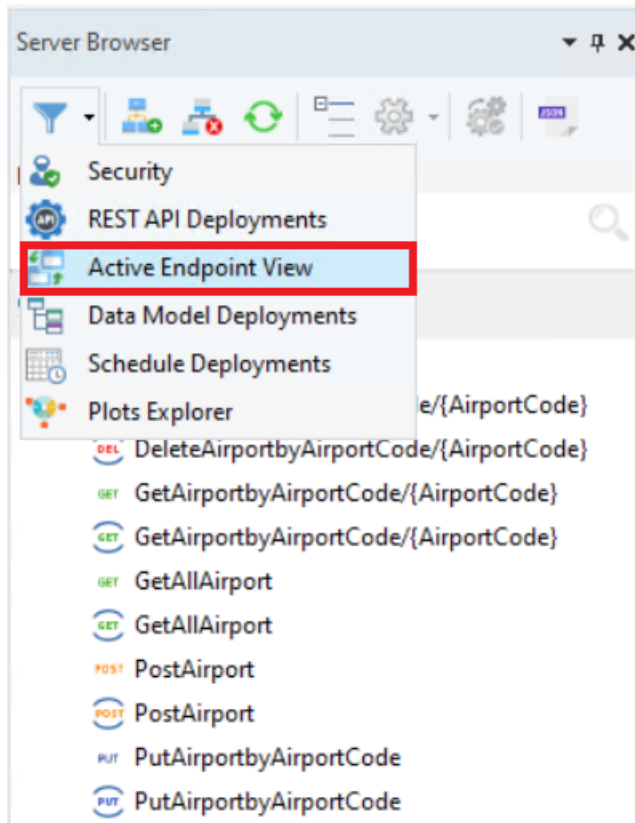 Server Browser
JSON
Security
API
REST API Deployments
Active Endpoint View
Data Model Deployments
Schedule Deployments
Plots Explorer
e/{AirportCode}
DEL DeleteAirportbyAirportCode/{AirportCode}
GET GetAirportbyAirportCode/{AirportCode}
GET GetAirportbyAirportCode/{AirportCode}
GET GetAllAirport
GET GetAllAirport
POST PostAirport
POST PostAirport
PUT PutAirportbyAirportCode
PUT PutAirportbyAirportCode